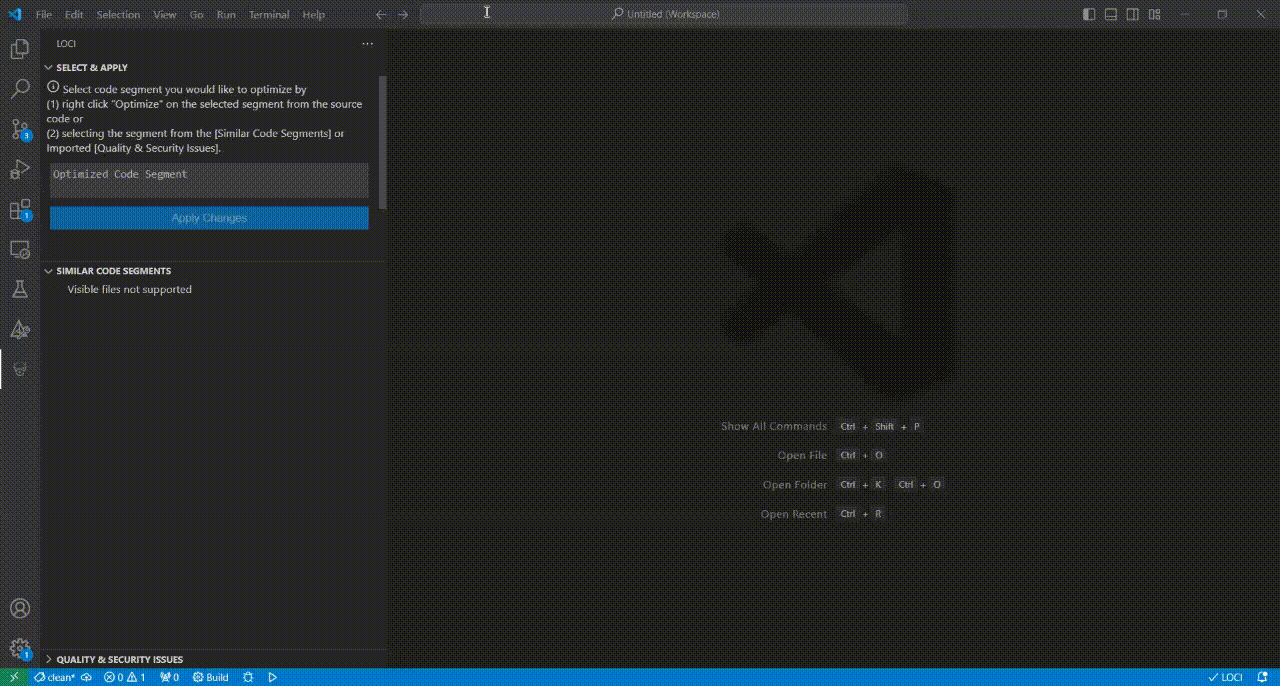 File Edit Selection View Go Run Terminal Help
Untitled (Workspace)
LOCI
SELECT & APPLY
Select code segment you would like to optimize by
(1) right click "Optimize" on the selected segment from the source
code or
(2) selecting the segment from the [Similar Code Segments] or
Imported [Quality & Security Issues].
Optimized Code Segment
Apply Changes
SIMILAR CODE SEGMENTS
Visible files not supported
3
1
Show All Commands Ctrl + Shift + P
Open File Ctrl + O
Open Folder Ctrl + K Ctrl + O
Open Recent Ctrl + R
1
QUALITY & SECURITY ISSUES
clean* 0 1 0 Build LOCI